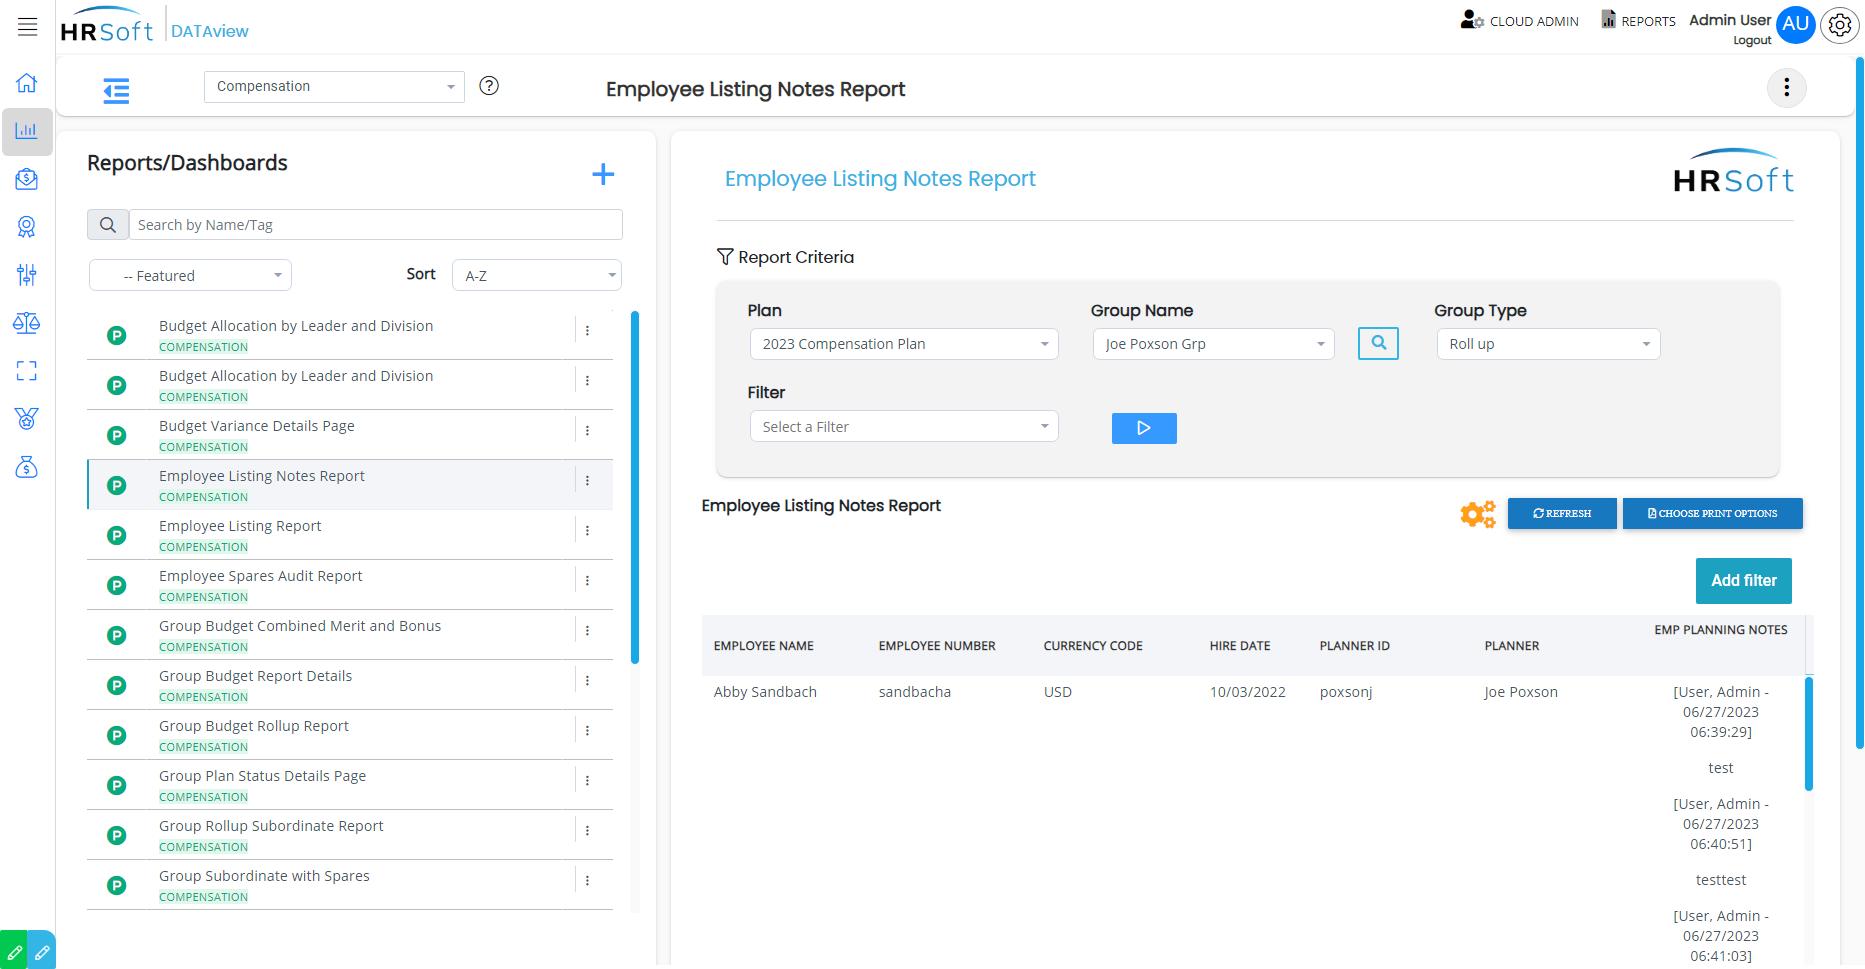 HRSoft
DATAview
CLOUD ADMIN
REPORTS
Admin User
Logout
AU
Compensation
?
Employee Listing Notes Report
Reports/Dashboards
Search by Name/Tag
-- Featured
Sort
A-Z
P
Budget Allocation by Leader and Division
COMPENSATION
P
Budget Allocation by Leader and Division
COMPENSATION
P
Budget Variance Details Page
COMPENSATION
P
Employee Listing Notes Report
COMPENSATION
P
Employee Listing Report
COMPENSATION
P
Employee Spares Audit Report
COMPENSATION
P
Group Budget Combined Merit and Bonus
COMPENSATION
P
Group Budget Report Details
COMPENSATION
P
Group Budget Rollup Report
COMPENSATION
P
Group Plan Status Details Page
COMPENSATION
P
Group Rollup Subordinate Report
COMPENSATION
P
Group Subordinate with Spares
COMPENSATION
Employee Listing Notes Report
HRSoft
Report Criteria
Plan
Group Name
Group Type
2023 Compensation Plan
Joe Poxson Grp
Roll up
Filter
Select a Filter
Employee Listing Notes Report
REFRESH
CHOOSE PRINT OPTIONS
Add filter
EMPLOYEE NAME EMPLOYEE NUMBER CURRENCY CODE HIRE DATE PLANNER ID PLANNER EMP PLANNING NOTES
Abby Sandbach sandbacha USD 10/03/2022 poxsonj Joe Poxson [User, Admin -
06/27/2023
06:39:29]
test
[User, Admin -
06/27/2023
06:40:51]
testtest
[User, Admin -
06/27/2023
06:41:03]